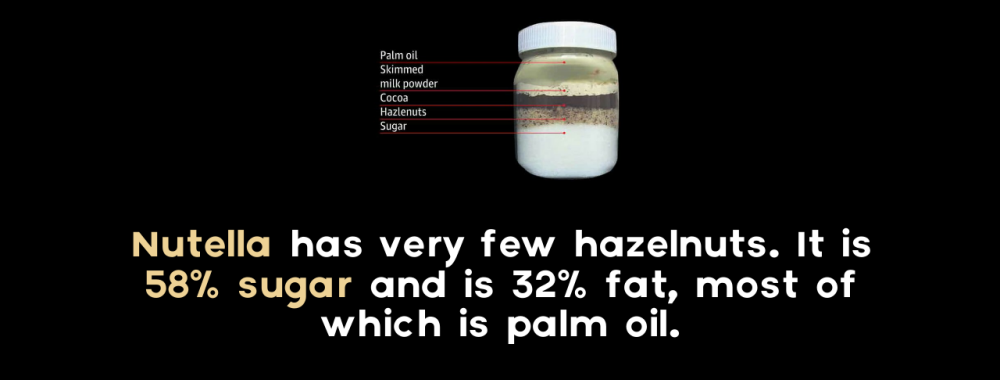 Palm oil
Skimmed
milk powder
Cocoa
Hazlenuts
Sugar
Nutella has very few hazelnuts. It is
58% sugar and is 32% fat, most of
which is palm oil.